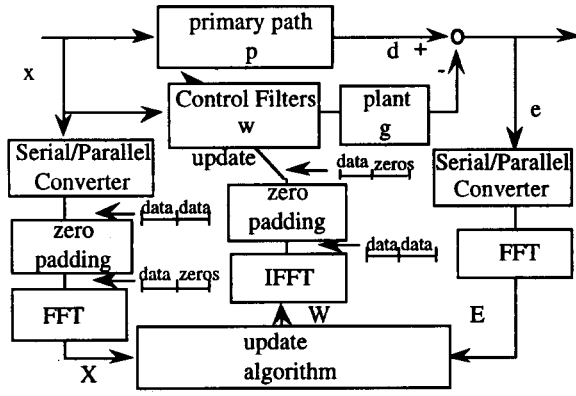 primary path
p
x
d
+
-
Control Filters
w
plant
g
e
update
Serial/Parallel
Converter
data zeros
Serial/Parallel
Converter
data data
zero
padding
zero
padding
data data
FFT
data zeros
IFFT
FFT
W
E
X
update
algorithm